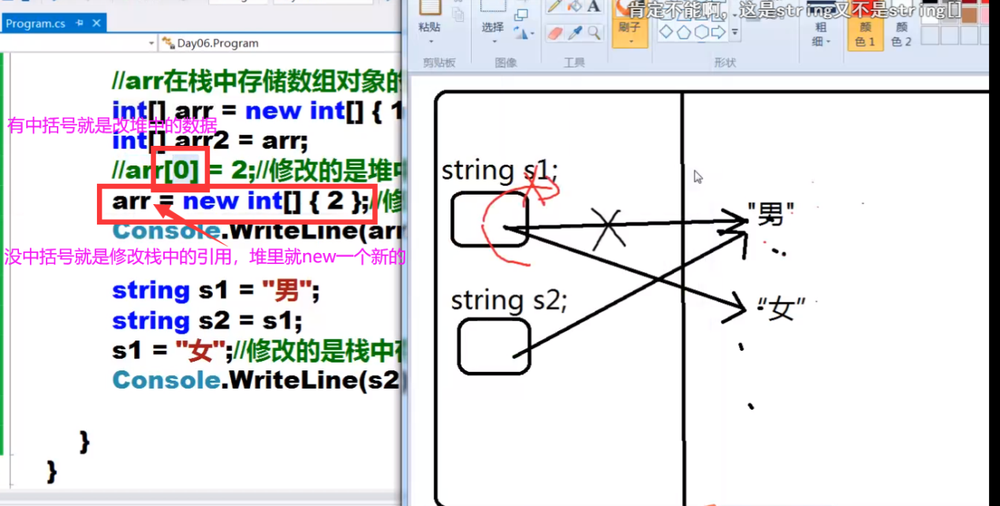 肯定不能啊，这是string又不是string[]
Program.cs
粘贴
选择
刷子
粗细
颜色1
颜色2
剪贴板
图像
工具
形状
Day06.Program
//arr在栈中存储数组对象的
int[] arr = new int[] { 1
有中括号就是改堆中的数据
int[] arr2 = arr;
//arr[0] = 2;//修改的是堆中
arr = new int[] { 2 };//修
Console.WriteLine(arr
没中括号就是修改栈中的引用，堆里就new一个新的
string s1 = "男";
string s2 = s1;
s1 = "女";//修改的是栈中存
Console.WriteLine(s2
}
}
string s1;
"男"
string s2;
“女”